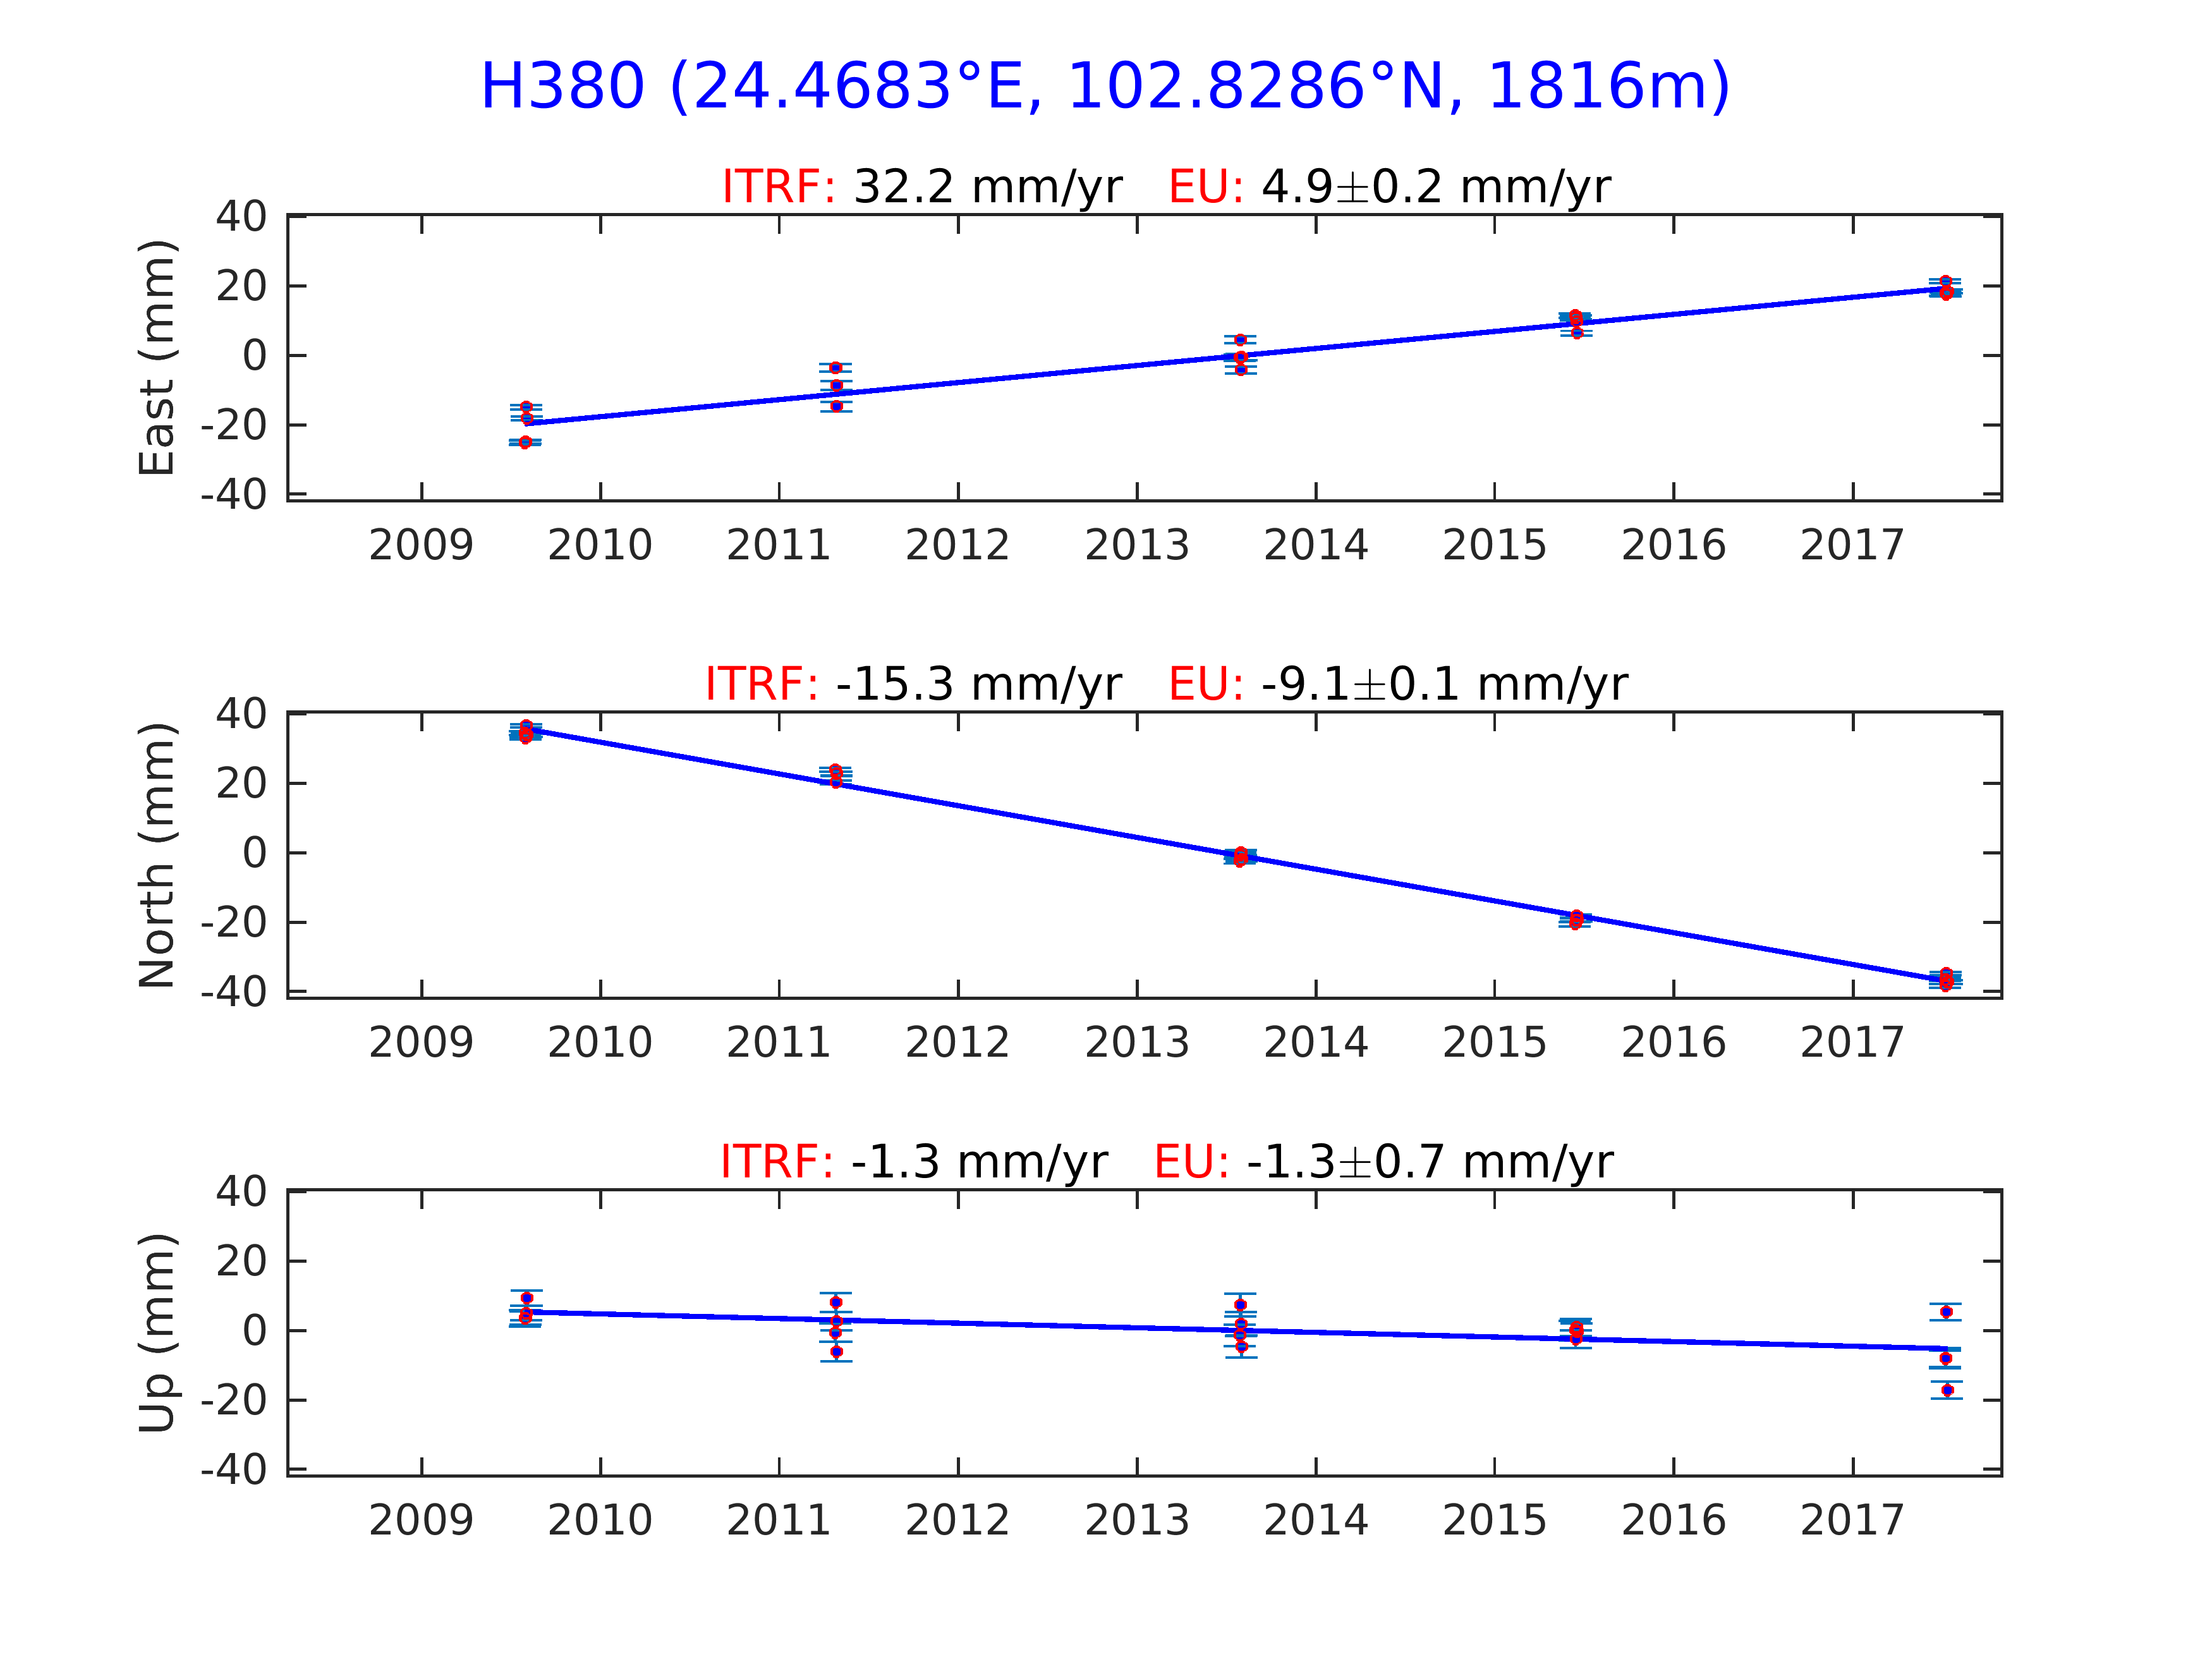 H380 (24.4683°E, 102.8286°N, 1816m)
ITRF: 32.2 mm/yr EU: 4.9±0.2 mm/yr
East (mm)
40
20
0
-20
-40
2009 2010 2011 2012 2013 2014 2015 2016 2017
ITRF: -15.3 mm/yr EU: -9.1±0.1 mm/yr
North (mm)
40
20
0
-20
-40
2009 2010 2011 2012 2013 2014 2015 2016 2017
ITRF: -1.3 mm/yr EU: -1.3±0.7 mm/yr
Up (mm)
40
20
0
-20
-40
2009 2010 2011 2012 2013 2014 2015 2016 2017